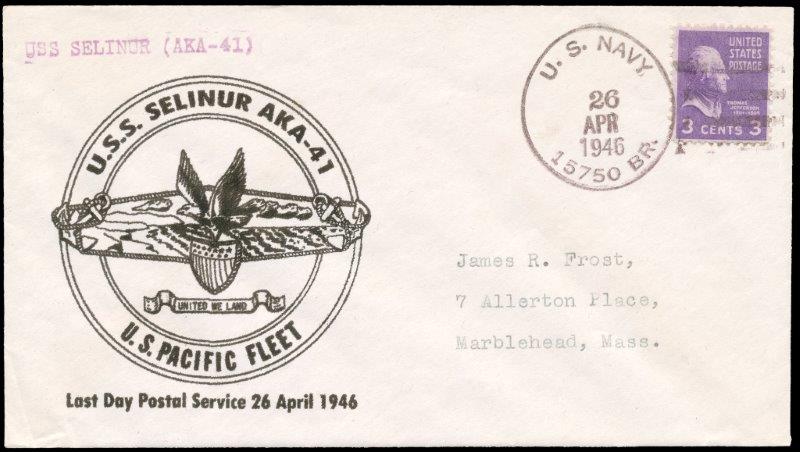 USS SELINUR (AKA-41)
U.S.S. SELINUR AKA-41
UNITED WE LAND
U.S. PACIFIC FLEET
Last Day Postal Service 26 April 1946
U. S. NAVY
26
APR
1946
15750 BR.
UNITED
STATES
POSTAGE
THOMAS
JEFFERSON
3 CENTS 3
James R. Frost,
7 Allerton Place,
Marblehead, Mass.